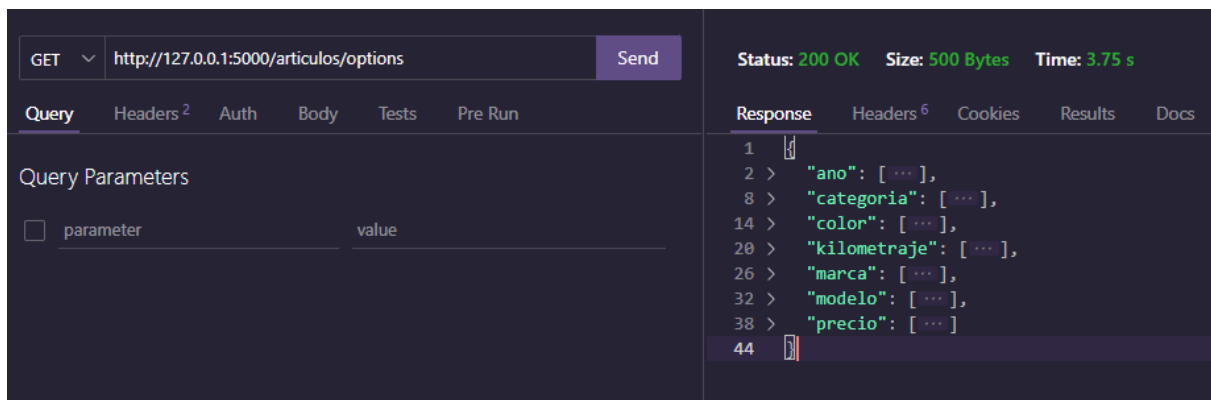 GET http://127.0.0.1:5000/articulos/options Send
Query Headers 2 Auth Body Tests Pre Run
Query Parameters
parameter value
Status: 200 OK Size: 500 Bytes Time: 3.75 s
Response Headers 6 Cookies Results Docs
1 {
2 > "ano": [ ··· ],
8 > "categoria": [ ··· ],
14 > "color": [ ··· ],
20 > "kilometraje": [ ··· ],
26 > "marca": [ ··· ],
32 > "modelo": [ ··· ],
38 > "precio": [ ··· ]
44 }